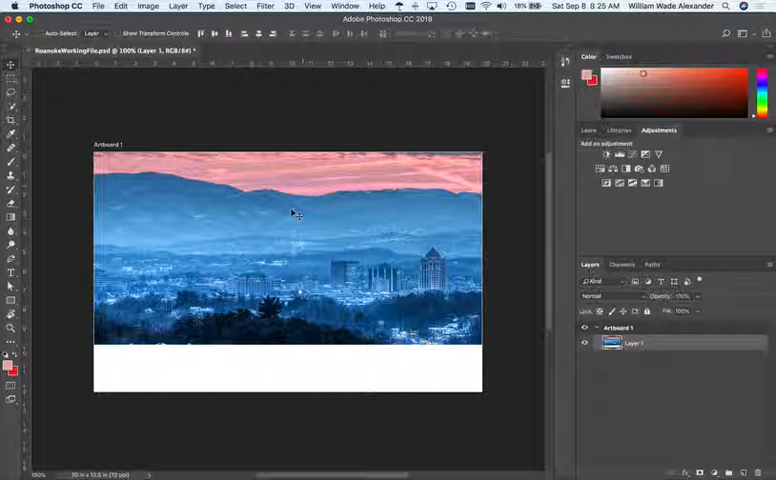 Photoshop CC File Edit Image Layer Type Select Filter 3D View Window Help 18% Sat Sep 8 8:25 AM William Wade Alexander
Adobe Photoshop CC 2018
Auto-Select: Layer Show Transform Controls
RoanokeWorkingFile.psd @ 100% (Layer 1, RGB/8#) *
Color Swatches
Learn Libraries Adjustments
Add an adjustment
Artboard 1
Layers Channels Paths
Kind
Normal Opacity: 100%
Lock: Fill: 100%
Artboard 1
Layer 1
100% 20 in x 12.5 in (72 ppi)